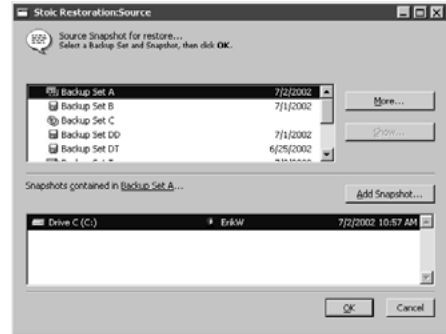 Stoic Restoration:Source
Source Snapshot for restore...
Select a Backup Set and Snapshot, then click OK.
Backup Set A 7/2/2002
Backup Set B 7/1/2002
Backup Set C
Backup Set DD 7/1/2002
Backup Set DT 6/25/2002
More...
Show...
Snapshots contained in Backup Set A...
Add Snapshot...
Drive C (C:) ErikW 7/2/2002 10:57 AM
OK Cancel